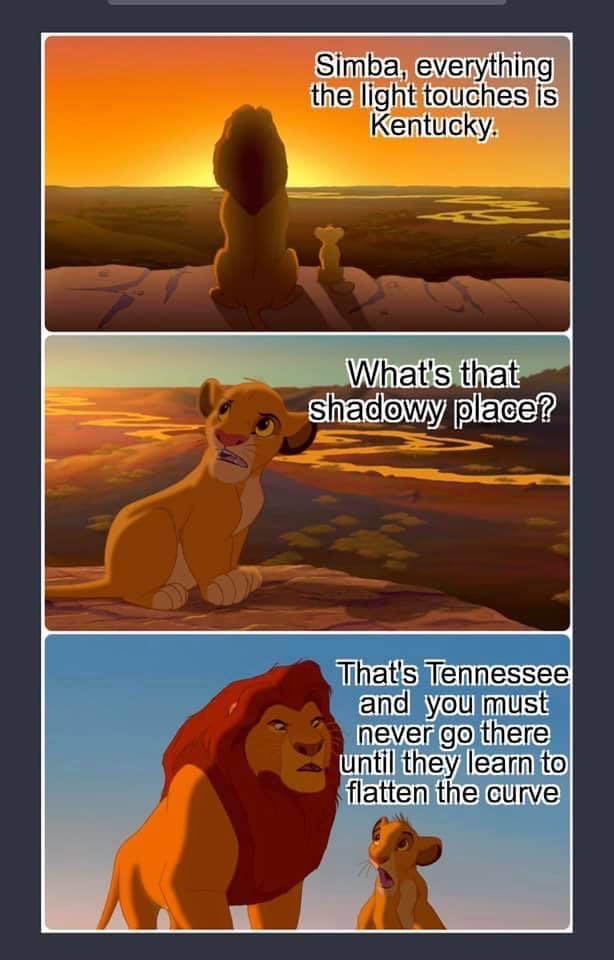 Simba, everything
the light touches is
Kentucky.
What's that
shadowy place?
That's Tennessee
and you must
never go there
until they learn to
flatten the curve